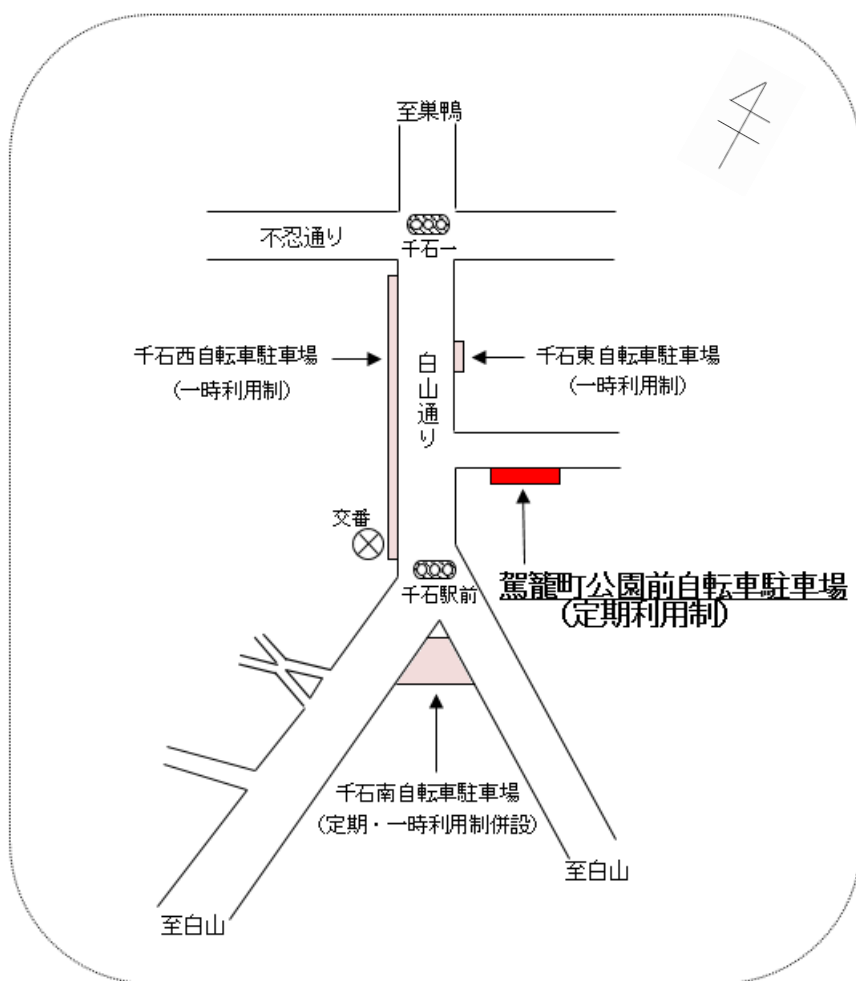 至巣鴨
不忍通り
千石一
千石西自転車駐車場
(一時利用制)
白山通り
千石東自転車駐車場
(一時利用制)
交番
千石駅前
駕籠町公園前自転車駐車場
(定期利用制)
千石南自転車駐車場
(定期・一時利用制併設)
至白山
至白山